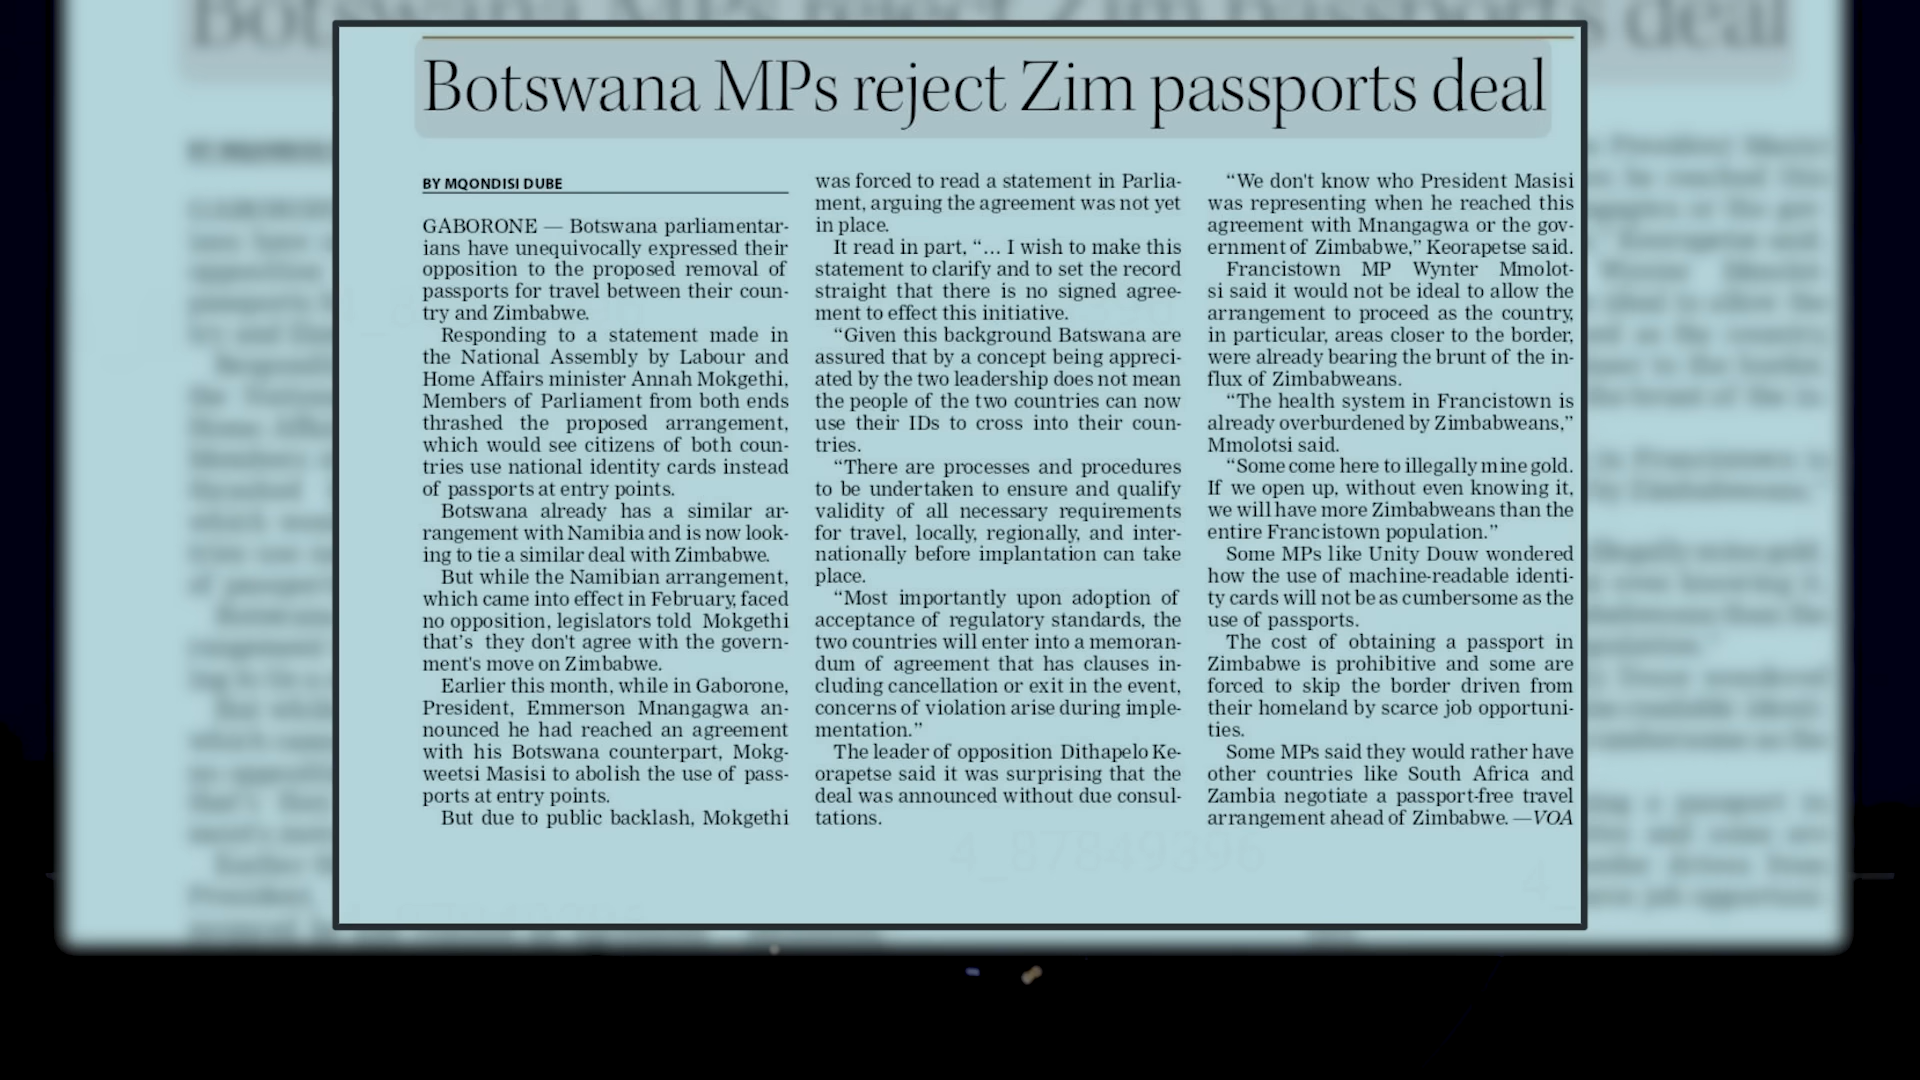 Botswana MPs reject Zim passports deal
BY MQONDISI DUBE
GABORONE — Botswana parliamentar-
ians have unequivocally expressed their
opposition to the proposed removal of
passports for travel between their coun-
try and Zimbabwe.
Responding to a statement made in
the National Assembly by Labour and
Home Affairs minister Annah Mokgethi,
Members of Parliament from both ends
thrashed the proposed arrangement,
which would see citizens of both coun-
tries use national identity cards instead
of passports at entry points.
Botswana already has a similar ar-
rangement with Namibia and is now look-
ing to tie a similar deal with Zimbabwe.
But while the Namibian arrangement,
which came into effect in February, faced
no opposition, legislators told Mokgethi
that's they don't agree with the govern-
ment's move on Zimbabwe.
Earlier this month, while in Gaborone,
President, Emmerson Mnangagwa an-
nounced he had reached an agreement
with his Botswana counterpart, Mokg-
weetsi Masisi to abolish the use of pass-
ports at entry points.
But due to public backlash, Mokgethi
was forced to read a statement in Parlia-
ment, arguing the agreement was not yet
in place.
It read in part, “... I wish to make this
statement to clarify and to set the record
straight that there is no signed agree-
ment to effect this initiative.
“Given this background Batswana are
assured that by a concept being appreci-
ated by the two leadership does not mean
the people of the two countries can now
use their IDs to cross into their coun-
tries.
“There are processes and procedures
to be undertaken to ensure and qualify
validity of all necessary requirements
for travel, locally, regionally, and inter-
nationally before implantation can take
place.
“Most importantly upon adoption of
acceptance of regulatory standards, the
two countries will enter into a memoran-
dum of agreement that has clauses in-
cluding cancellation or exit in the event,
concerns of violation arise during imple-
mentation.”
The leader of opposition Dithapelo Ke-
orapetse said it was surprising that the
deal was announced without due consul-
tations.
“We don't know who President Masisi
was representing when he reached this
agreement with Mnangagwa or the gov-
ernment of Zimbabwe,” Keorapetse said.
Francistown MP Wynter Mmolot-
si said it would not be ideal to allow the
arrangement to proceed as the country,
in particular, areas closer to the border,
were already bearing the brunt of the in-
flux of Zimbabweans.
“The health system in Francistown is
already overburdened by Zimbabweans,”
Mmolotsi said.
“Some come here to illegally mine gold.
If we open up, without even knowing it,
we will have more Zimbabweans than the
entire Francistown population.”
Some MPs like Unity Douw wondered
how the use of machine-readable identi-
ty cards will not be as cumbersome as the
use of passports.
The cost of obtaining a passport in
Zimbabwe is prohibitive and some are
forced to skip the border driven from
their homeland by scarce job opportuni-
ties.
Some MPs said they would rather have
other countries like South Africa and
Zambia negotiate a passport-free travel
arrangement ahead of Zimbabwe. —VOA
4_87849396